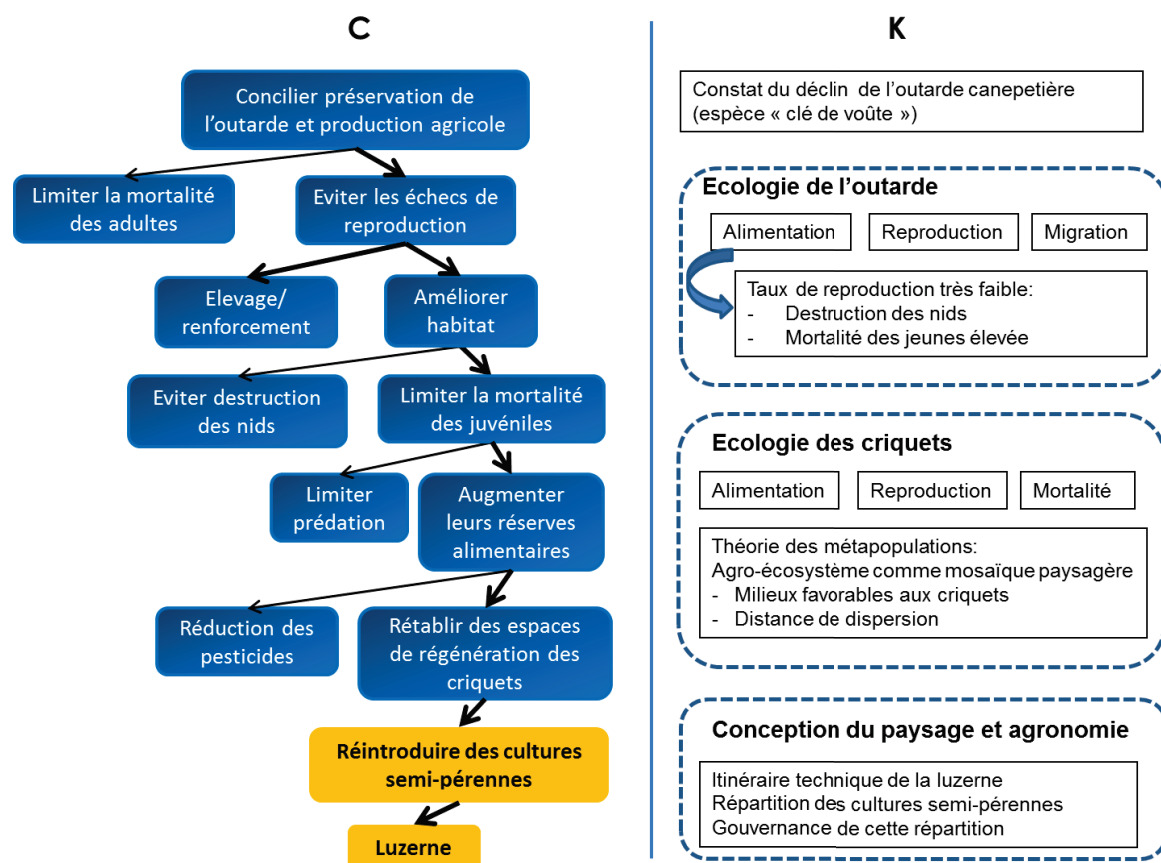 C
Concilier préservation de
l'outarde et production agricole
Limiter la mortalité
des adultes
Eviter les échecs de
reproduction
Elevage/
renforcement
Améliorer
habitat
Eviter destruction
des nids
Limiter la mortalité
des juvéniles
Limiter
prédation
Augmenter
leurs réserves
alimentaires
Réduction des
pesticides
Rétablir des espaces
de régénération des
criquets
Réintroduire des cultures
semi-pérennes
Luzerne
K
Constat du déclin de l'outarde canepetière
(espèce « clé de voûte »)
Ecologie de l'outarde
Alimentation
Reproduction
Migration
Taux de reproduction très faible:
- Destruction des nids
- Mortalité des jeunes élevée
Ecologie des criquets
Alimentation
Reproduction
Mortalité
Théorie des métapopulations:
Agro-écosystème comme mosaïque paysagère
- Milieux favorables aux criquets
- Distance de dispersion
Conception du paysage et agronomie
Itinéraire technique de la luzerne
Répartition des cultures semi-pérennes
Gouvernance de cette répartition